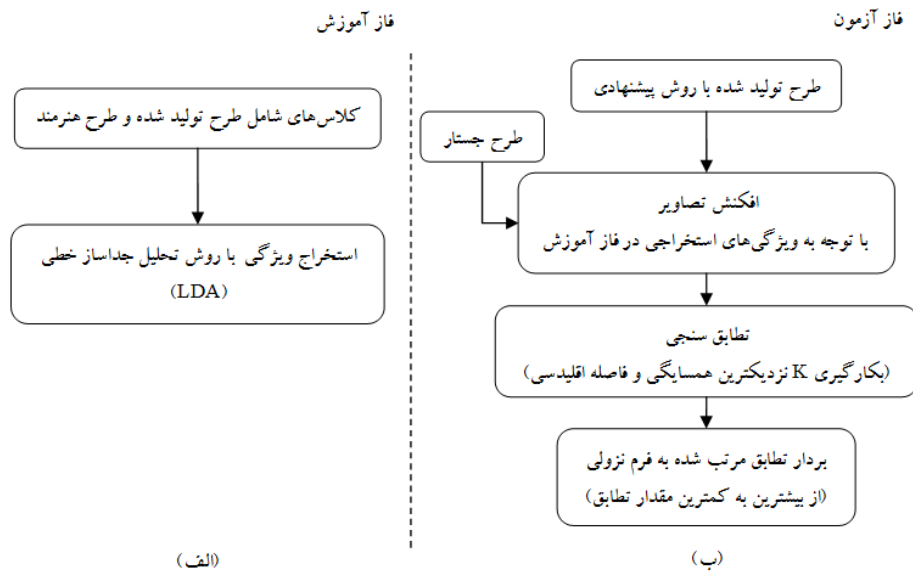 فاز آزمون
طرح تولید شده با روش پیشنهادی
طرح جستار
افکنش تصاویر
با توجه به ویژگی‌های استخراجی در فاز آموزش
تطابق سنجی
(بکارگیری K نزدیکترین همسایگی و فاصله اقلیدسی)
بردار تطابق مرتب شده به فرم نزولی
(از بیشترین به کمترین مقدار تطابق)
(ب)
فاز آموزش
کلاس‌های شامل طرح تولید شده و طرح هنرمند
استخراج ویژگی با روش تحلیل جداساز خطی
(LDA)
(الف)